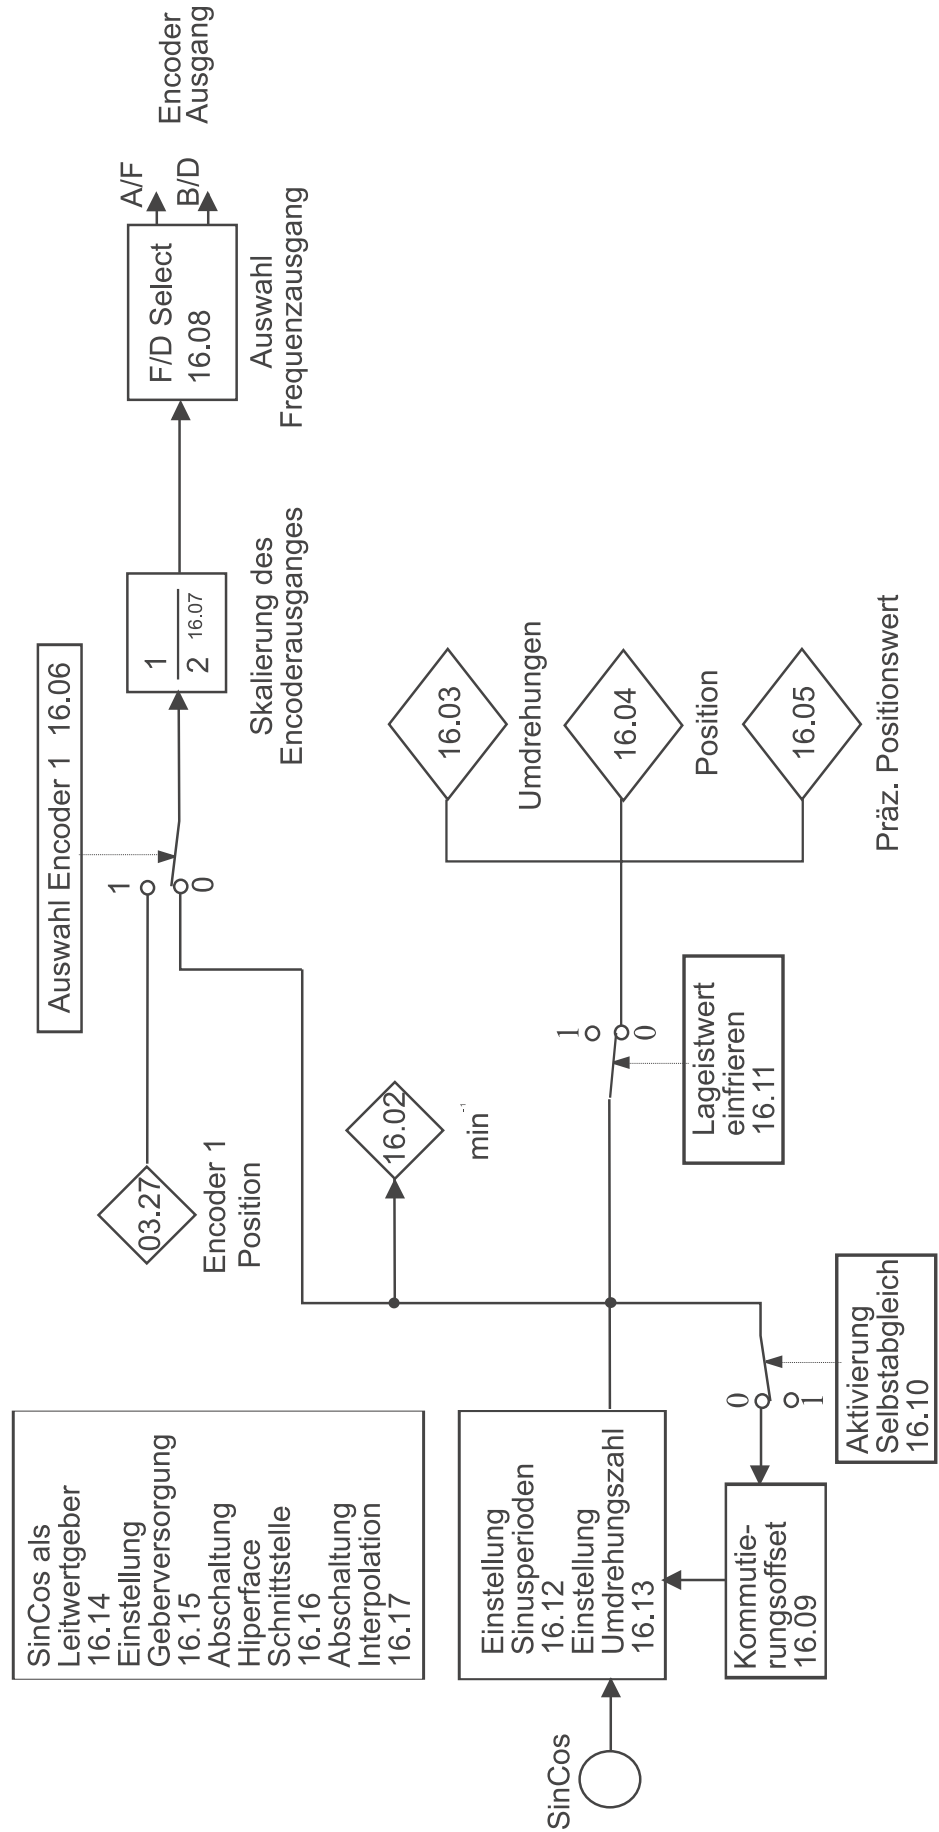 SinCos als
Leitwertgeber
16.14
Einstellung
Geberversorgung
16.15
Abschaltung
Hiperface
Schnittstelle
16.16
Abschaltung
Interpolation
16.17
03.27
Encoder 1
Position
Auswahl Encoder 1 16.06
1
0
1
2 16.07
Skalierung des
Encoderausganges
F/D Select
16.08
Auswahl
Frequenzausgang
A/F
B/D
Encoder
Ausgang
16.02
min -1
SinCos
Einstellung
Sinusperioden
16.12
Einstellung
Umdrehungszahl
16.13
Kommutie-
rungsoffset
16.09
0
1
Aktivierung
Selbstabgleich
16.10
1
0
Lageistwert
einfrieren
16.11
16.03
Umdrehungen
16.04
Position
16.05
Präz. Positionswert